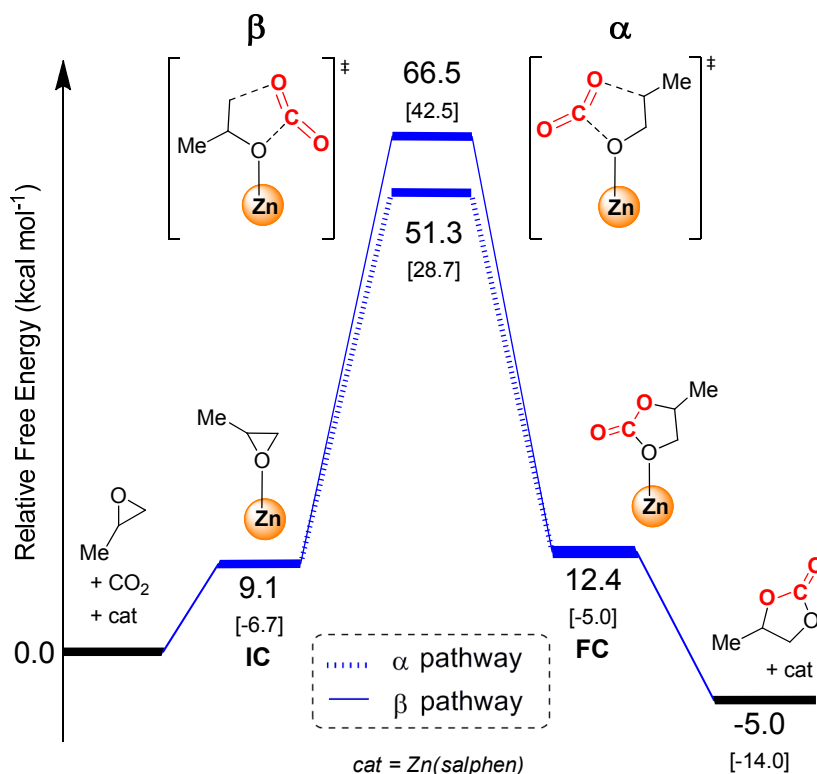 β
α
‡
‡
66.5
[42.5]
O
C
O
Me
O
Zn
O
C
O
Me
O
Zn
51.3
[28.7]
Relative Free Energy (kcal mol-1)
Me
O
Zn
O
Me
+ CO2
+ cat
0.0
9.1
[-6.7]
IC
O
Me
O
C
O
Zn
12.4
[-5.0]
FC
O
O
C
O
Me
+ cat
-5.0
[-14.0]
α pathway
β pathway
cat = Zn(salphen)